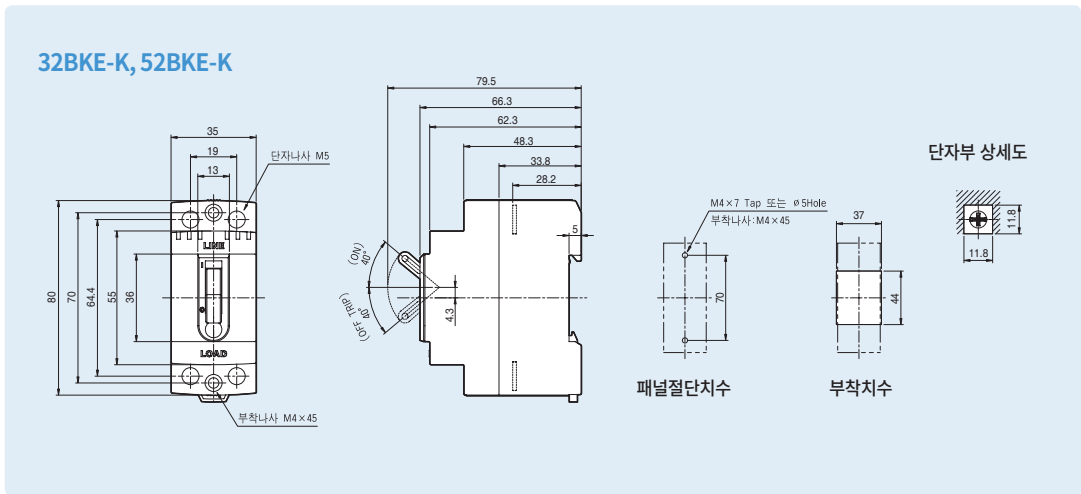 32BKE-K, 52BKE-K
79.5
66.3
62.3
48.3
33.8
28.2
5
35
19
13
단자나사 M5
80
70
64.4
55
36
LINE
I
LOAD
부착나사 M4×45
(ON)
40°
40°
(OFF TRIP)
4.3
M4×7 Tap 또는 ø5Hole
부착나사:M4×45
70
패널절단치수
37
44
부착치수
단자부 상세도
11.8
11.8